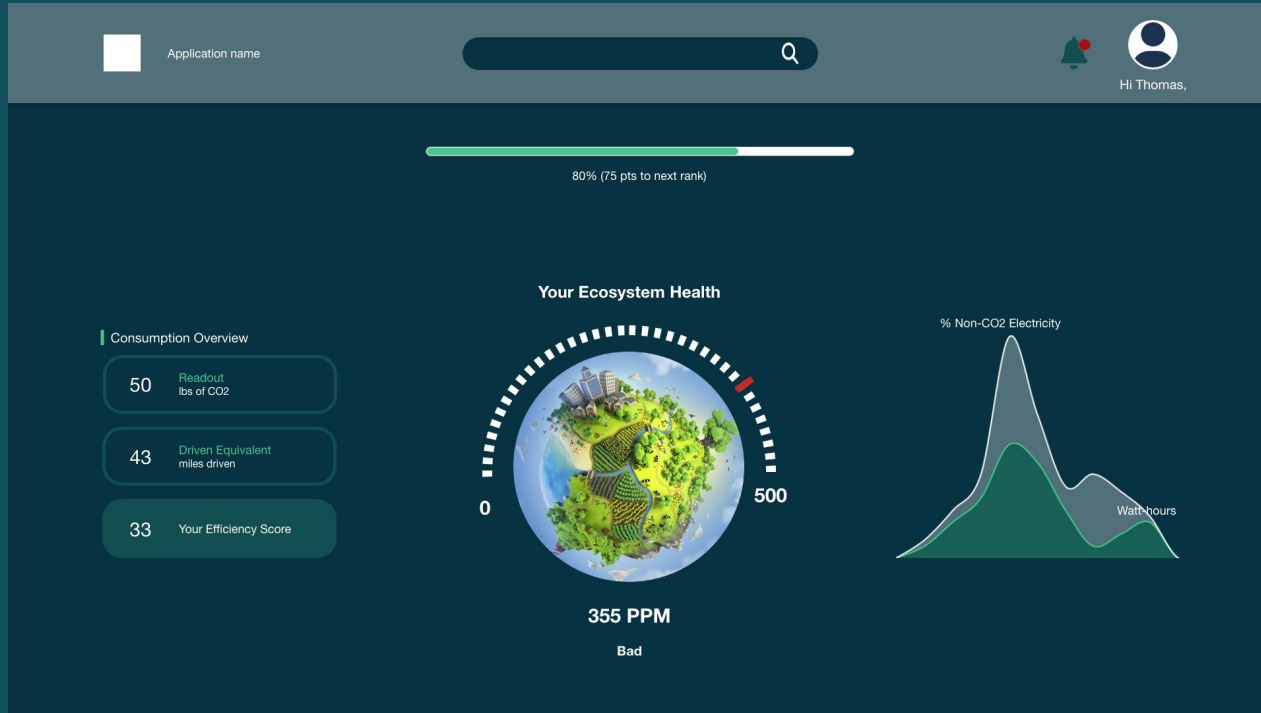 Application name
Hi Thomas,
80% (75 pts to next rank)
Your Ecosystem Health
Consumption Overview
50
Readout
lbs of CO2
43
Driven Equivalent
miles driven
33
Your Efficiency Score
0
500
355 PPM
Bad
% Non-CO2 Electricity
Watt-hours